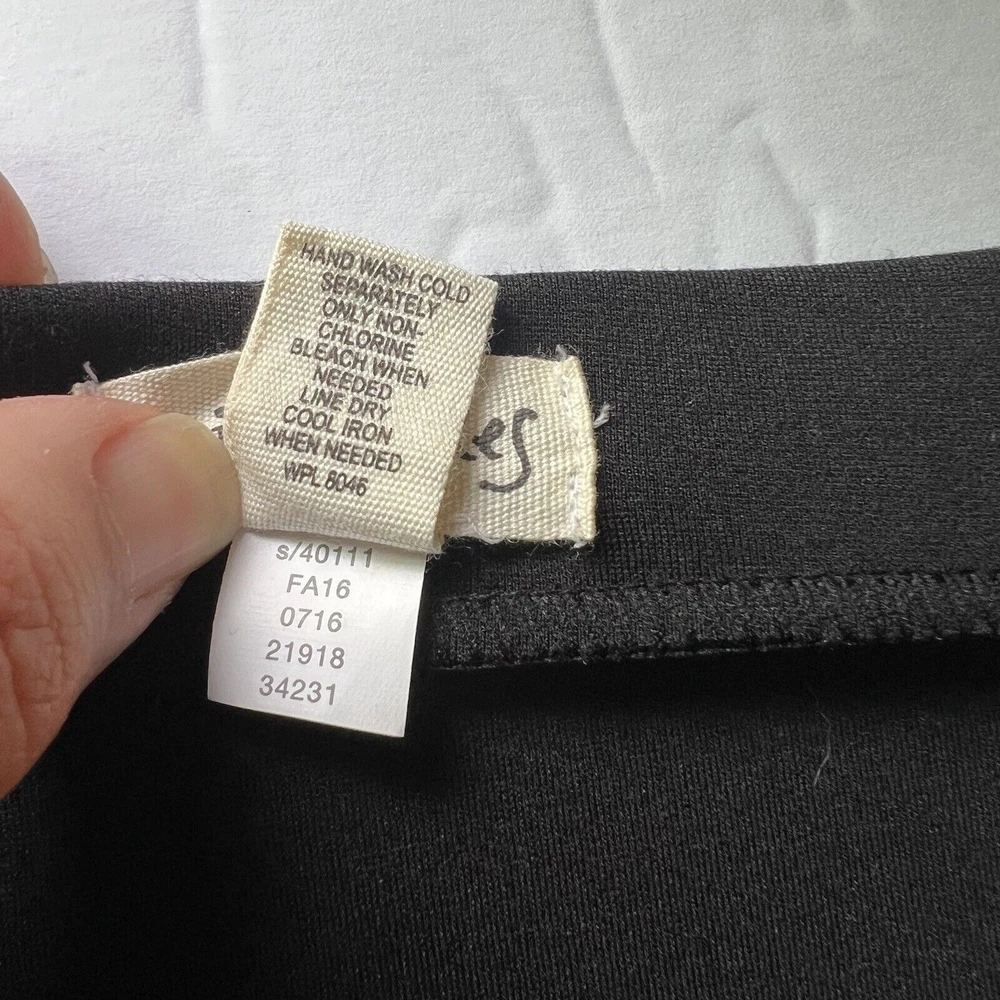 HAND WASH COLD
SEPARATELY
ONLY NON-
CHLORINE
BLEACH WHEN
NEEDED
LINE DRY
COOL IRON
WHEN NEEDED
WPL 8046
s/40111
FA16
0716
21918
34231